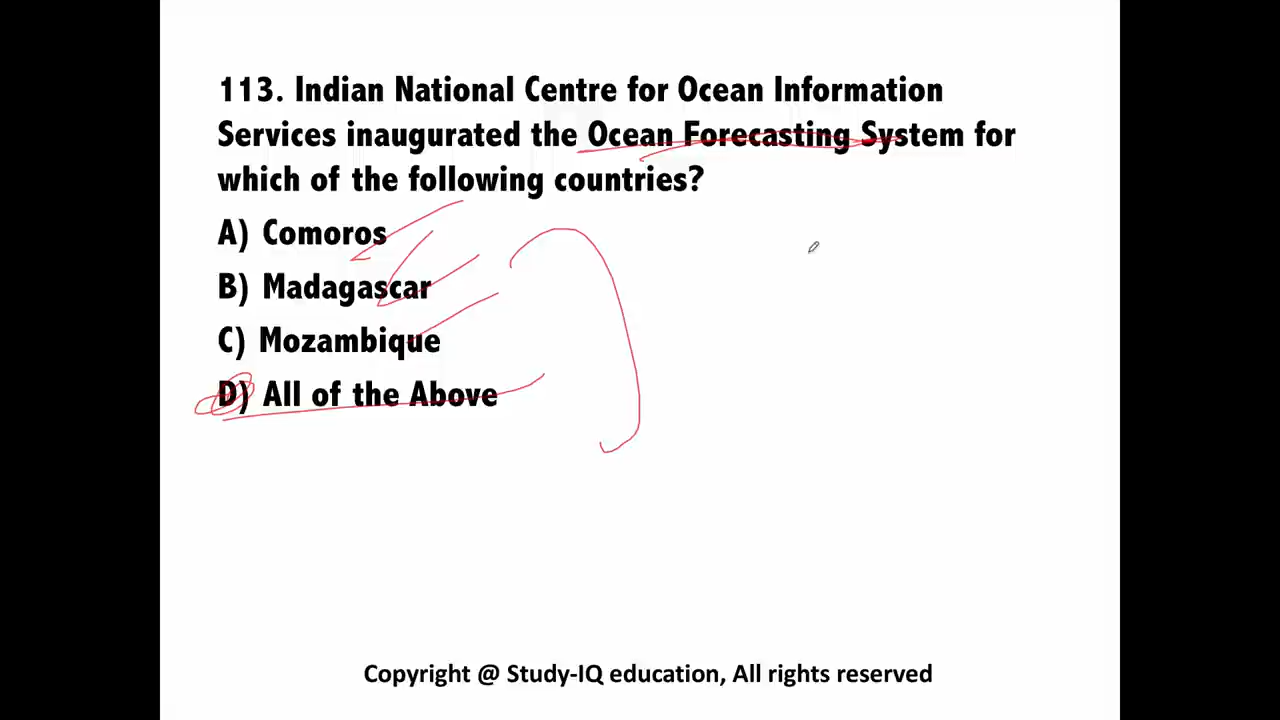 113. Indian National Centre for Ocean Information
Services inaugurated the Ocean Forecasting System for
which of the following countries?
A) Comoros
B) Madagascar
C) Mozambique
D) All of the Above
Copyright @ Study-IQ education, All rights reserved